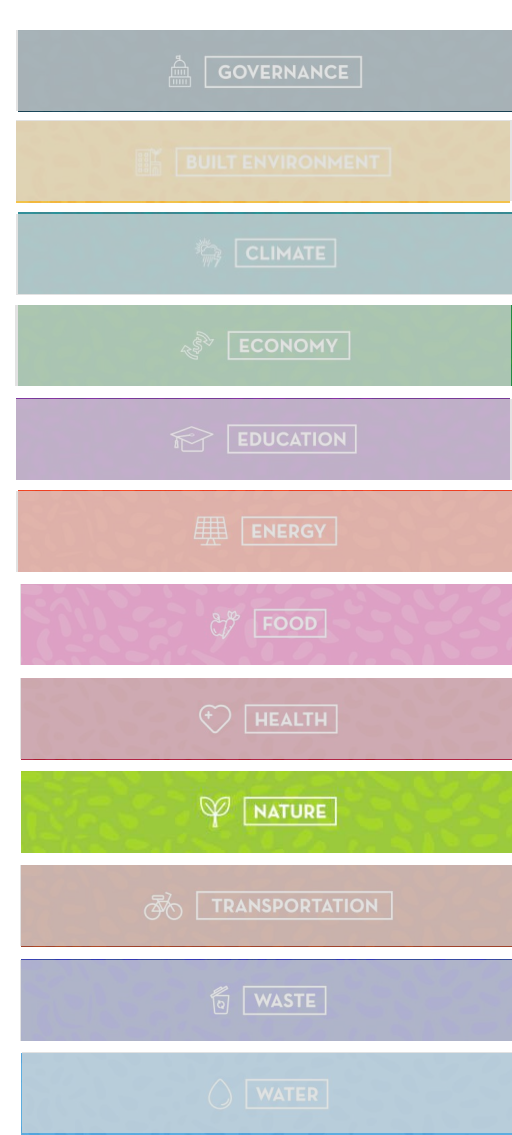 GOVERNANCE
BUILT ENVIRONMENT
CLIMATE
ECONOMY
EDUCATION
ENERGY
FOOD
HEALTH
NATURE
TRANSPORTATION
WASTE
WATER